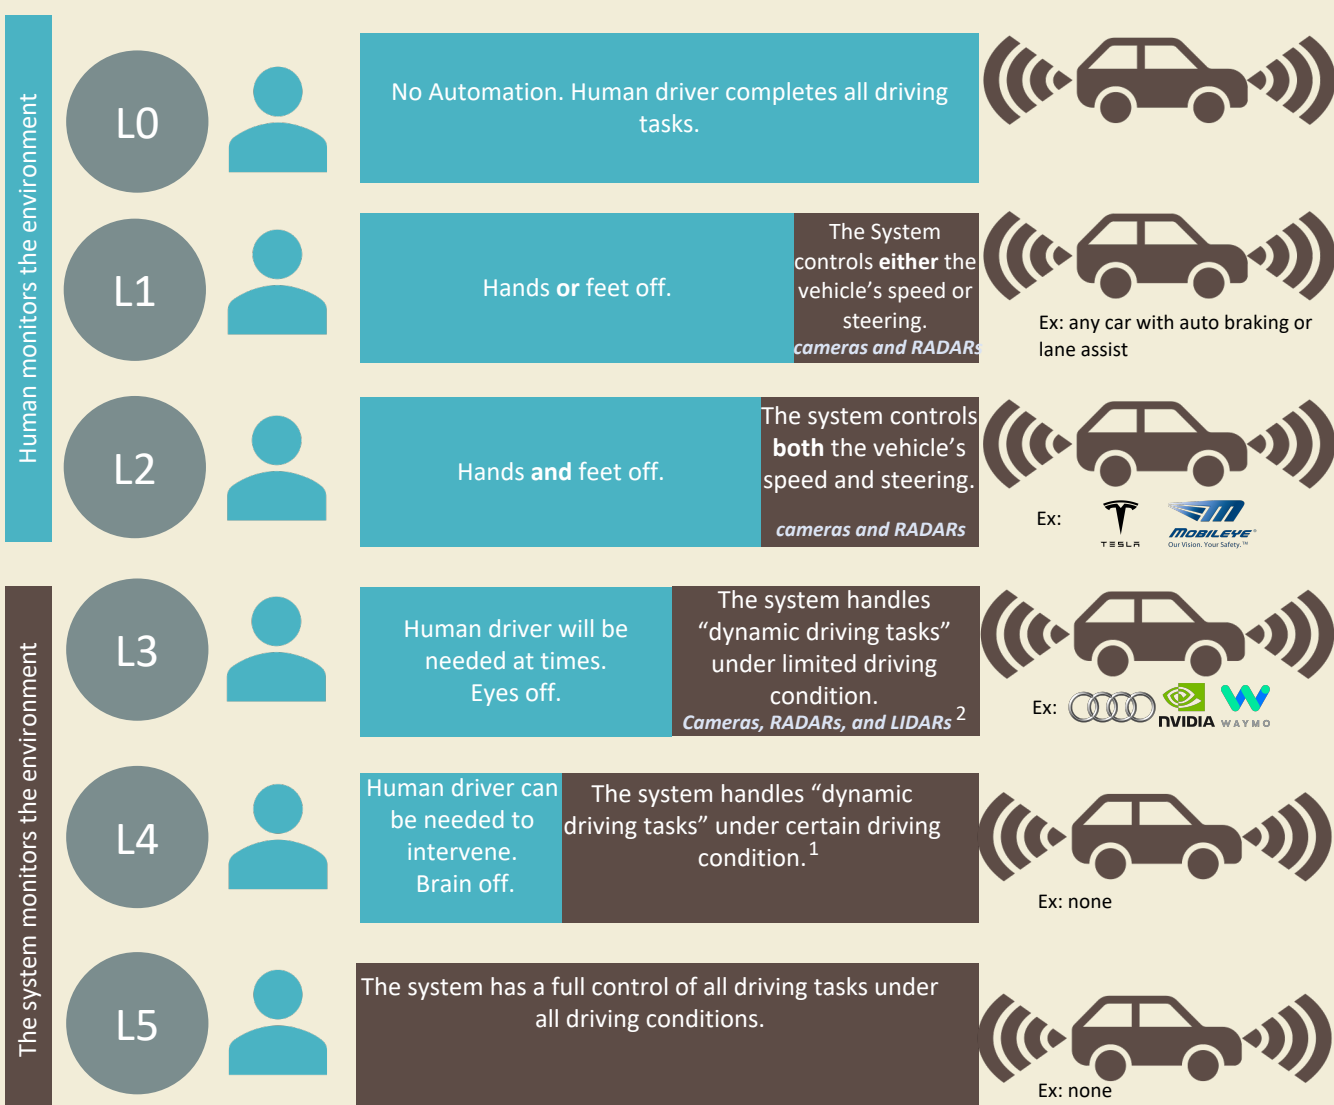 Human monitors the environment
L0
No Automation. Human driver completes all driving
tasks.
L1
Hands or feet off.
The System
controls either the
vehicle’s speed or
steering.
cameras and RADARs
Ex: any car with auto braking or
lane assist
L2
Hands and feet off.
The system controls
both the vehicle’s
speed and steering.
cameras and RADARs
Ex:
TESLA
MOBILEYE
Our Vision. Your Safety.™
The system monitors the environment
L3
Human driver will be
needed at times.
Eyes off.
The system handles
“dynamic driving tasks”
under limited driving
condition.
Cameras, RADARs, and LIDARs 2
Ex:
NVIDIA
WAYMO
L4
Human driver can
be needed to
intervene.
Brain off.
The system handles “dynamic
driving tasks” under certain driving
condition. 1
Ex: none
L5
The system has a full control of all driving tasks under
all driving conditions.
Ex: none